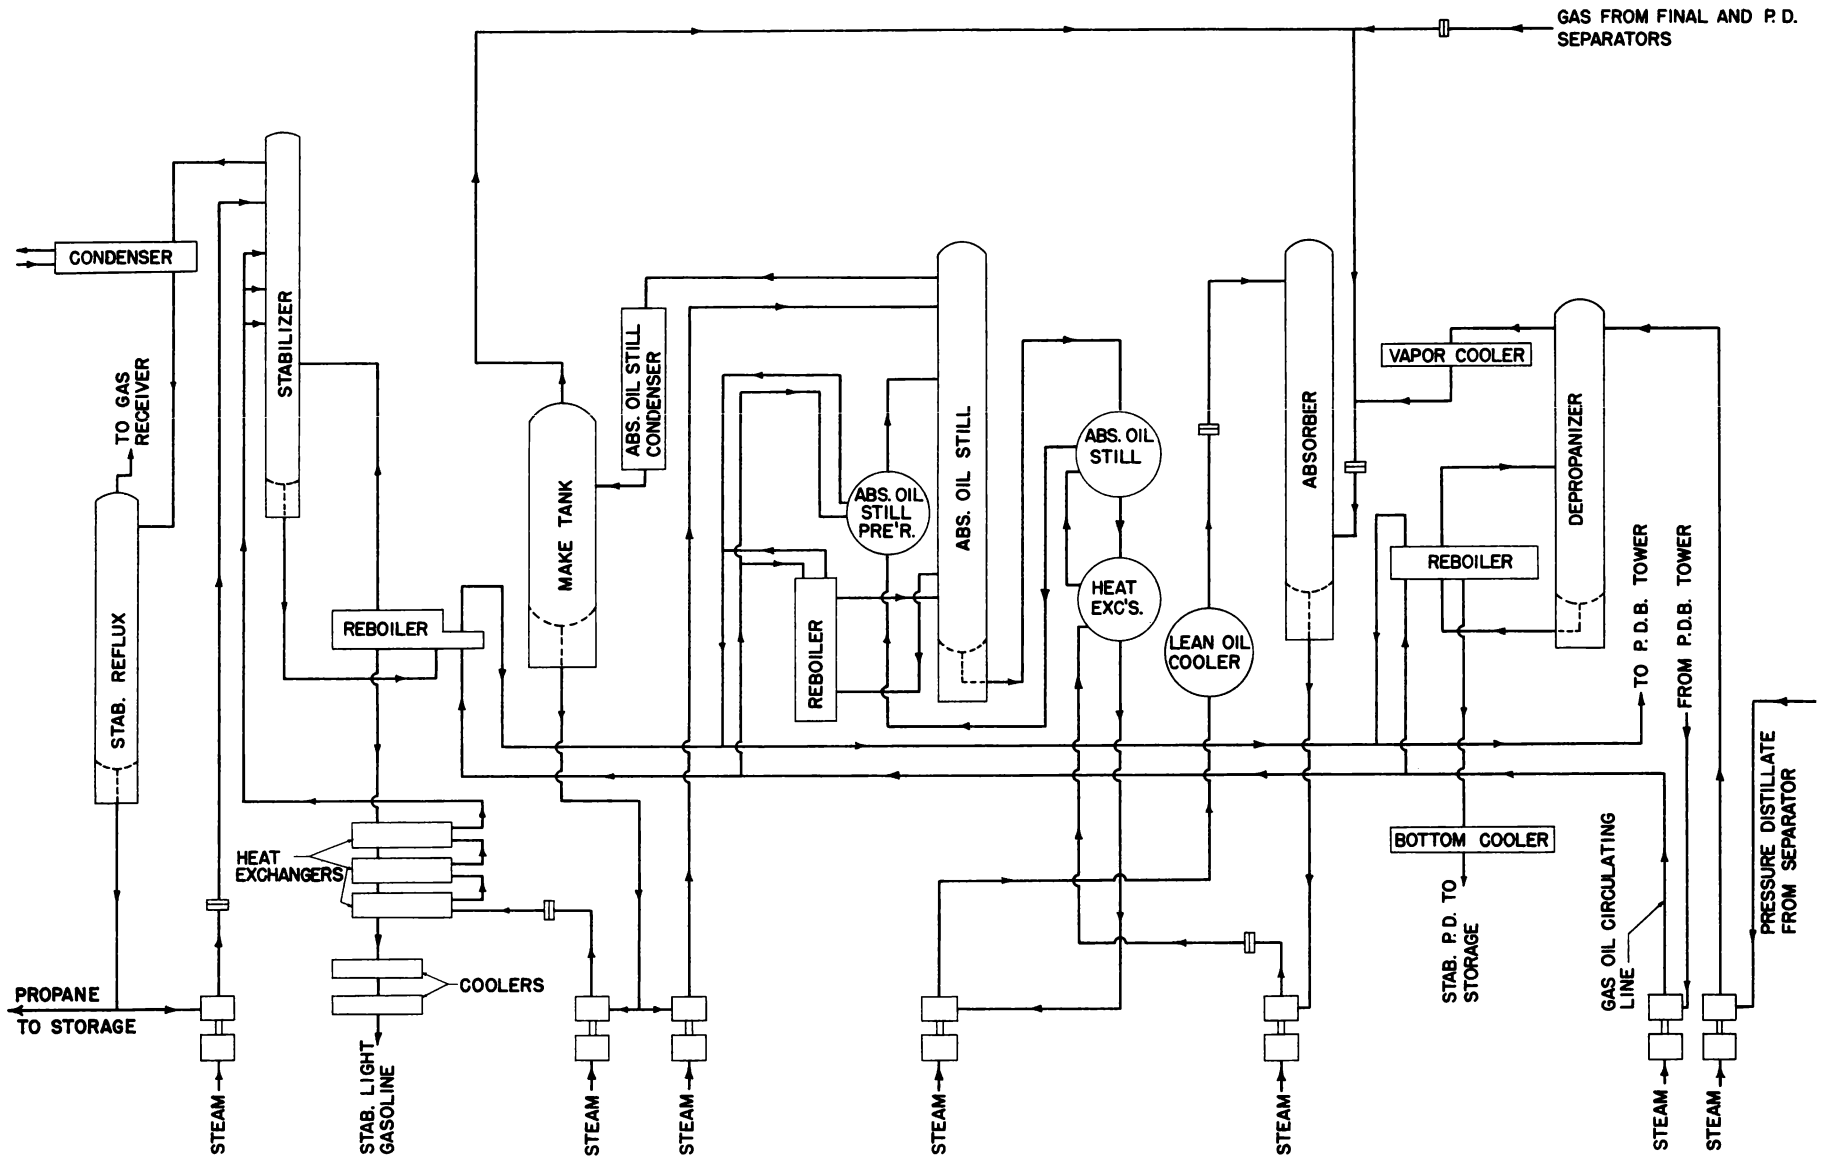 GAS FROM FINAL AND P.D.
SEPARATORS
CONDENSER
STABILIZER
TO GAS
RECEIVER
STAB. REFLUX
ABS. OIL STILL
CONDENSER
MAKE TANK
ABS. OIL
STILL
PRE'R.
ABS. OIL STILL
ABS. OIL
STILL
HEAT
EXC'S.
LEAN OIL
COOLER
ABSORBER
VAPOR COOLER
DEPROPANIZER
REBOILER
REBOILER
REBOILER
TO P.D.B. TOWER
FROM P.D.B. TOWER
PRESSURE DISTILLATE
FROM SEPARATOR
BOTTOM COOLER
STAB. P.D. TO
STORAGE
GAS OIL CIRCULATING
LINE
HEAT
EXCHANGERS
COOLERS
PROPANE
TO STORAGE
STAB. LIGHT
GASOLINE
STEAM
STEAM
STEAM
STEAM
STEAM
STEAM
STEAM